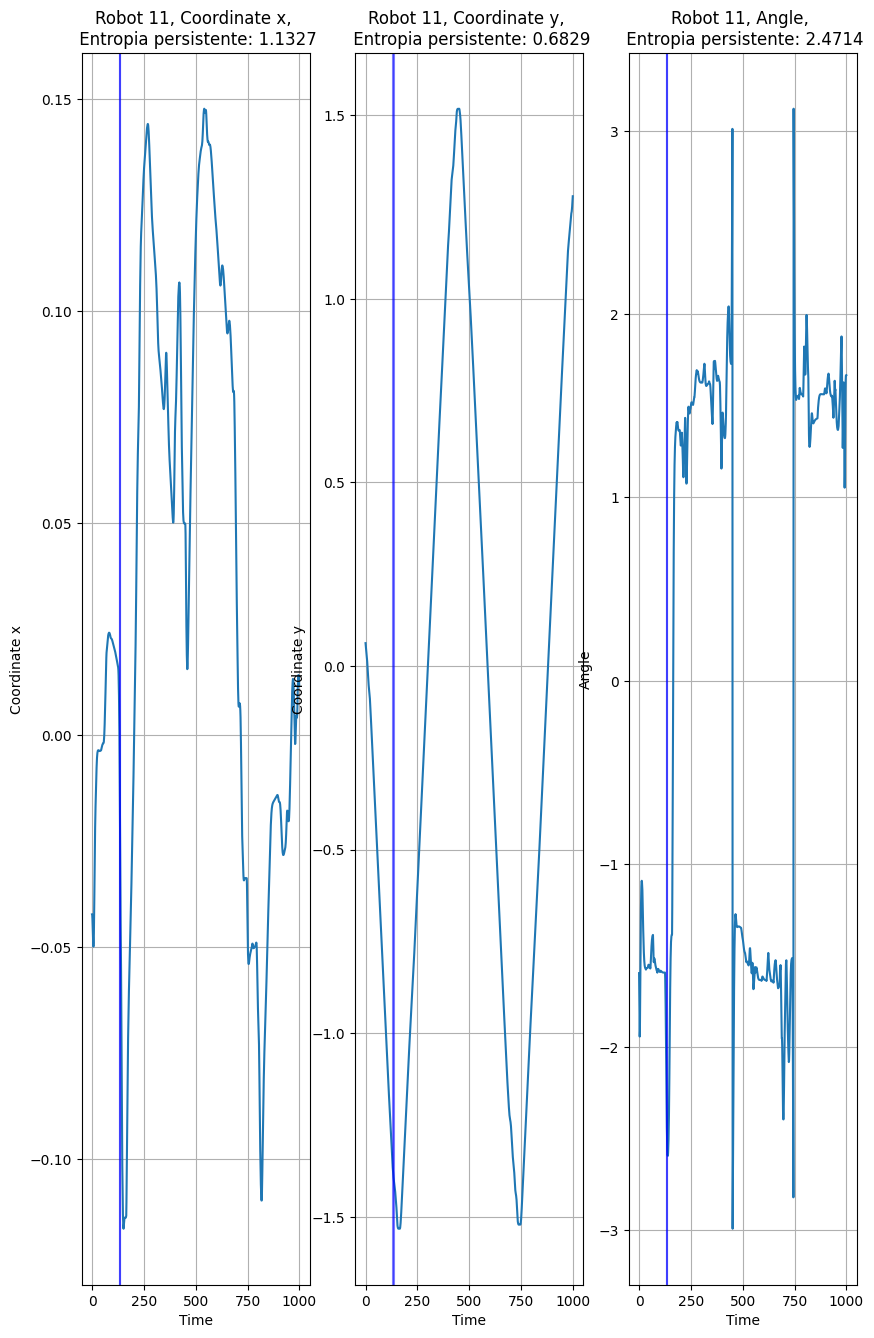 Robot 11, Coordinate x,
Entropia persistente: 1.1327
0.15
0.10
0.05
0.00
−0.05
−0.10
Coordinate x
0
250
500
750
1000
Time
Robot 11, Coordinate y,
Entropia persistente: 0.6829
1.5
1.0
0.5
0.0
−0.5
−1.0
−1.5
Coordinate y
0
250
500
750
1000
Time
Robot 11, Angle,
Entropia persistente: 2.4714
3
2
1
0
−1
−2
−3
Angle
0
250
500
750
1000
Time